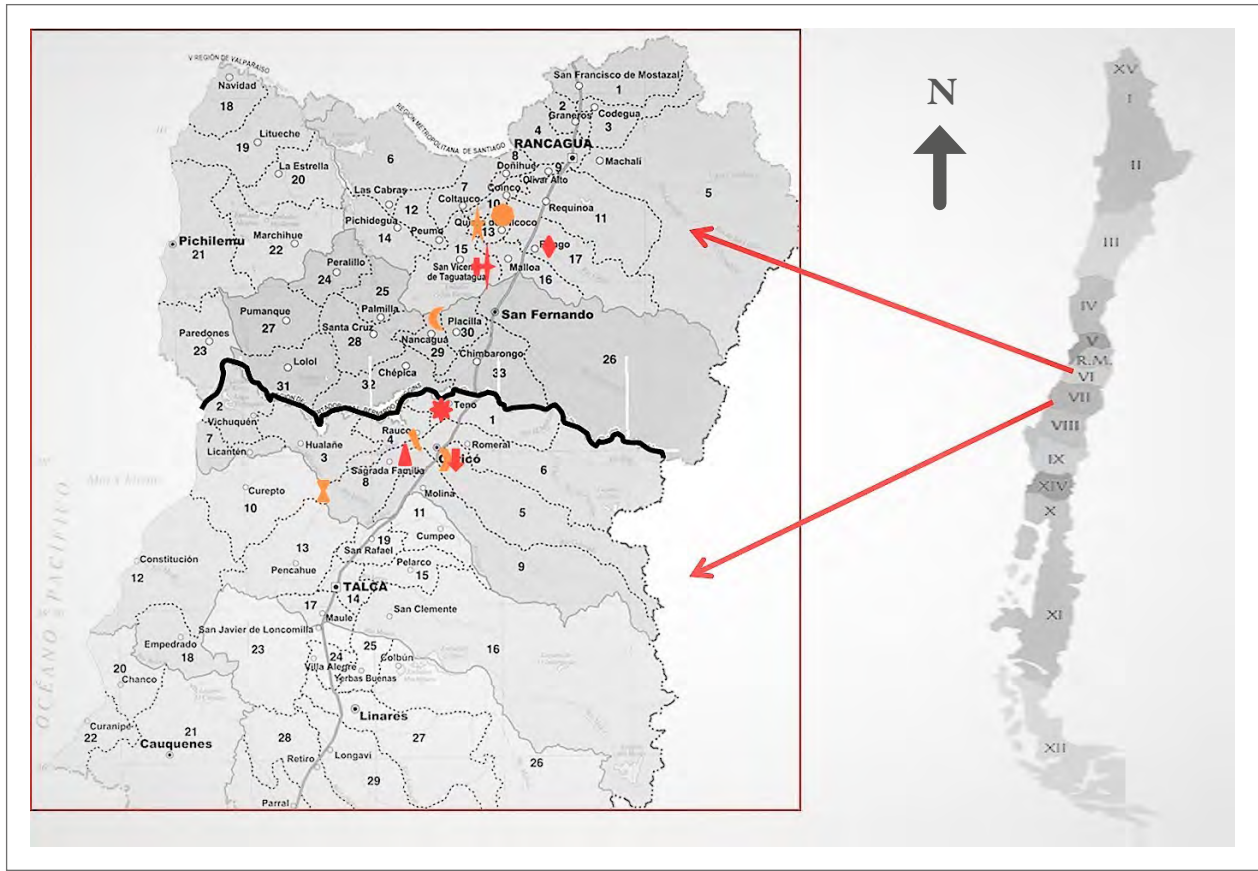 V REGIÓN DE VALPARAÍSO
Navidad
18
San Francisco de Mostazal
1
2
Graneros
Codegua
3
4
Litueche
19
REGIÓN METROPOLITANA DE SANTIAGO
RANCAGUA
8
Doñihue
9
Machalí
6
La Estrella
20
Olivar Alto
7
Coinco
10
5
Las Cabras
12
Coltauco
Requinoa
11
Pichidegua
14
Peumo
13
Pichilemu
21
Marchihue
22
15
17
San Vicente
de Taguatagua
Malloa
16
Peralillo
24
25
Pumanque
27
Palmilla
Placilla
30
San Fernando
Santa Cruz
28
Nancagua
29
Paredones
23
Chimbarongo
26
Lolol
31
Chépica
32
33
2
Teno
Vichuquén
1
7
Rauco
4
Hualañe
3
Romeral
Licantén
Sagrada Familia
8
6
Curepto
10
Molina
11
5
13
19
Cumpeo
San Rafael
9
Constitución
12
Pencahue
Pelarco
15
TALCA
14
17
Maule
San Clemente
San Javier de Loncomilla
16
Empedrado
18
23
25
24
Colbún
Villa Alegre
Yerbas Buenas
20
Chanco
Linares
Curanipe
22
21
Cauquenes
28
27
Longaví
Retiro
26
29
Parral
OCÉANO PACÍFICO
N
XV
I
II
III
IV
V
R.M.
VI
VII
VIII
IX
XIV
X
XI
XII